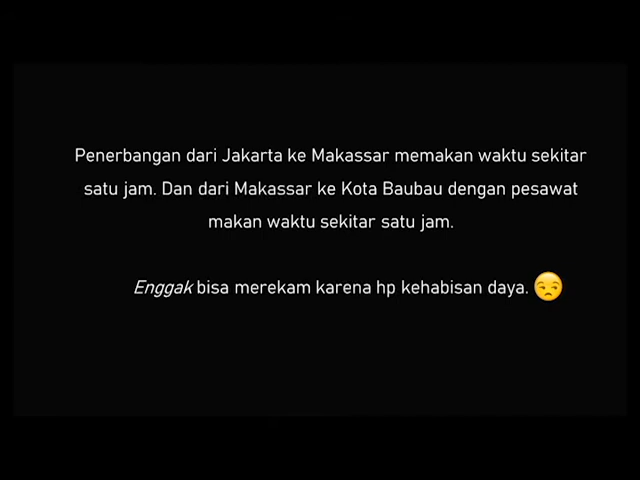 Penerbangan dari Jakarta ke Makassar memakan waktu sekitar
satu jam. Dan dari Makassar ke Kota Baubau dengan pesawat
makan waktu sekitar satu jam.
Enggak bisa merekam karena hp kehabisan daya. 😒